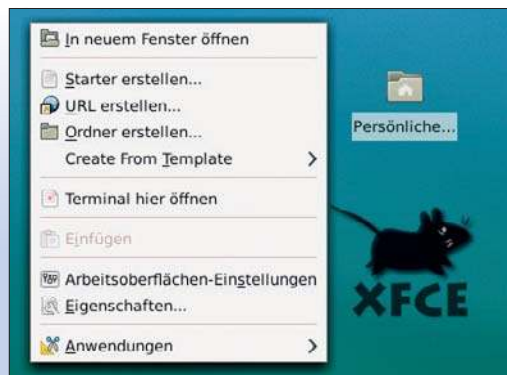 In neuem Fenster öffnen
Starter erstellen...
URL erstellen...
Ordner erstellen...
Create From Template
Terminal hier öffnen
Einfügen
Arbeitsoberflächen-Einstellungen
Eigenschaften...
Anwendungen
Persönliche...
XFCE